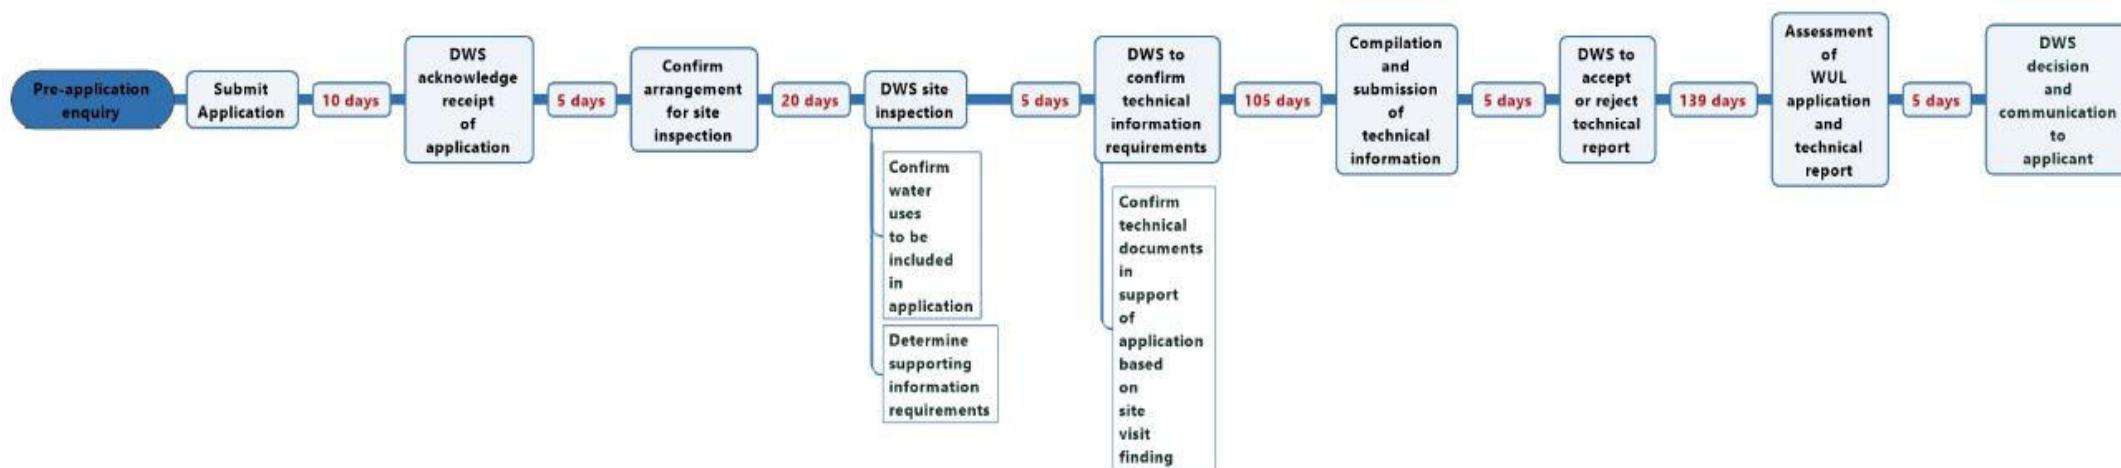 Pre-application
enquiry
Submit
Application
10 days
DWS
acknowledge
receipt
of
application
5 days
Confirm
arrangement
for site
inspection
20 days
DWS site
inspection
Confirm
water
uses
to be
included
in
application
Determine
supporting
information
requirements
5 days
DWS to
confirm
technical
information
requirements
Confirm
technical
documents
in
support
of
application
based
on
site
visit
finding
105 days
Compilation
and
submission
of
technical
information
5 days
DWS to
accept
or reject
technical
report
139 days
Assessment
of
WUL
application
and
technical
report
5 days
DWS
decision
and
communication
to
applicant